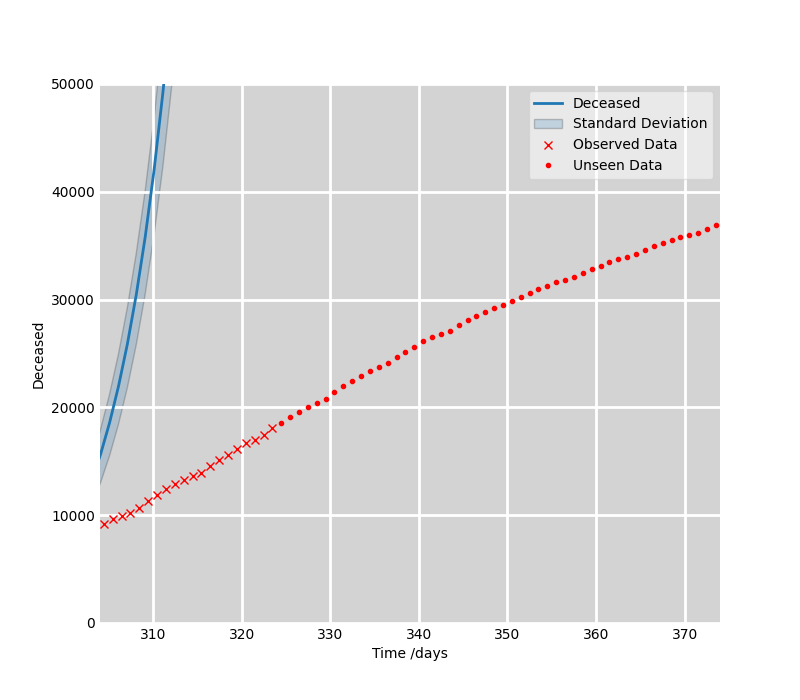 50000
40000
30000
20000
10000
0
Deceased
310 320 330 340 350 360 370
Time /days
Deceased
Standard Deviation
Observed Data
Unseen Data